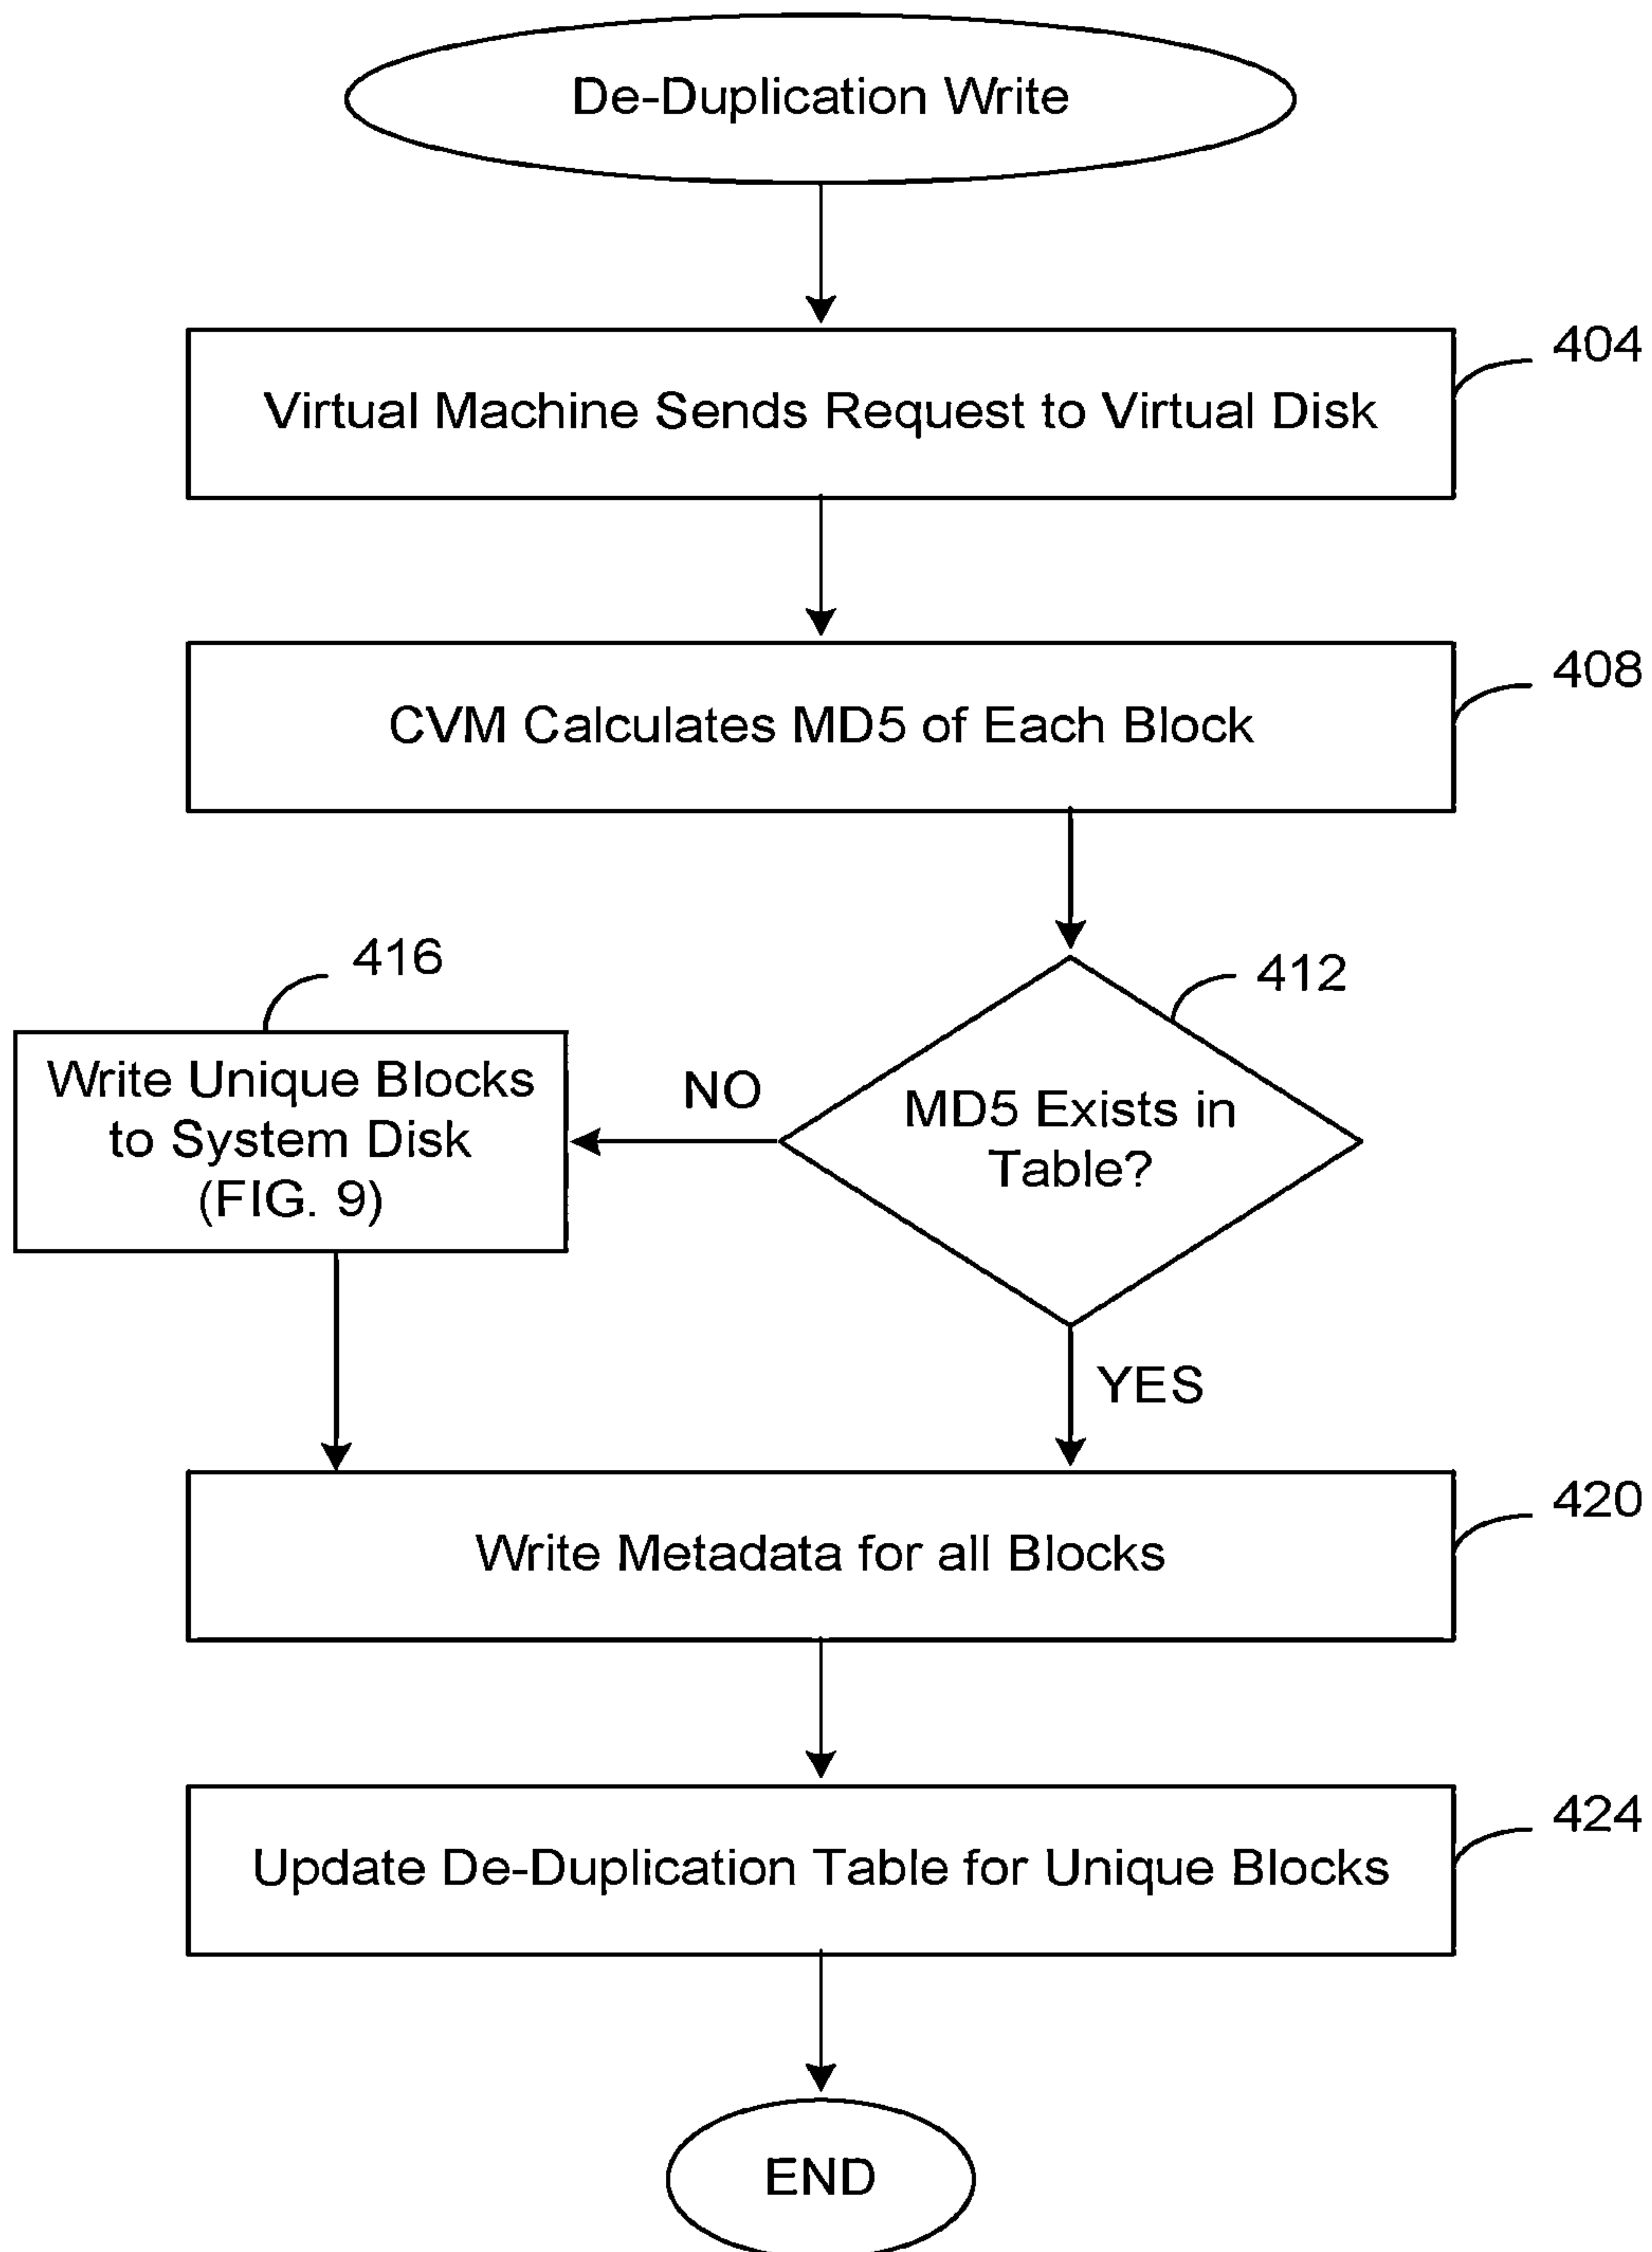 De-Duplication Write
404
Virtual Machine Sends Request to Virtual Disk
408
CVM Calculates MD5 of Each Block
416
412
Write Unique Blocks
to System Disk
(FIG. 9)
NO
MD5 Exists in
Table?
YES
420
Write Metadata for all Blocks
424
Update De-Duplication Table for Unique Blocks
END